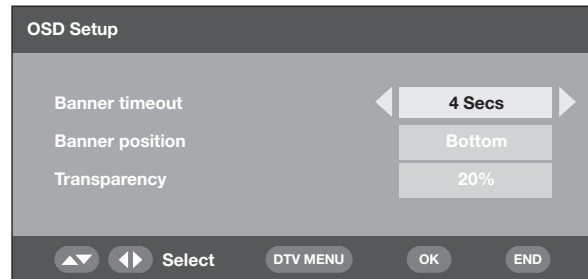 OSD Setup
Banner timeout 4 Secs
Banner position Bottom
Transparency 20%
Select DTV MENU OK END